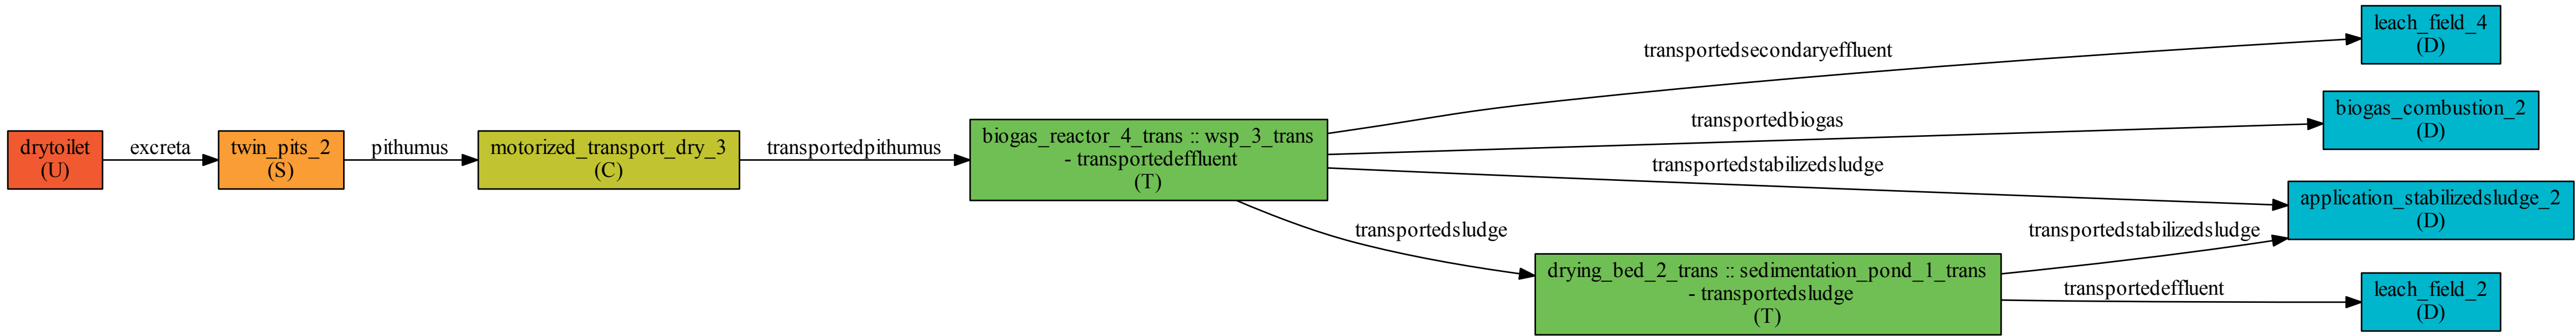 drytoilet
(U)
excreta
twin_pits_2
(S)
pithumus
motorized_transport_dry_3
(C)
transportedpithumus
biogas_reactor_4_trans :: wsp_3_trans
- transportedeffluent
(T)
transportedsecondaryeffluent
leach_field_4
(D)
transportedbiogas
biogas_combustion_2
(D)
transportedstabilizedsludge
application_stabilizedsludge_2
(D)
transportedsludge
drying_bed_2_trans :: sedimentation_pond_1_trans
- transportedsludge
(T)
transportedstabilizedsludge
transportedeffluent
leach_field_2
(D)